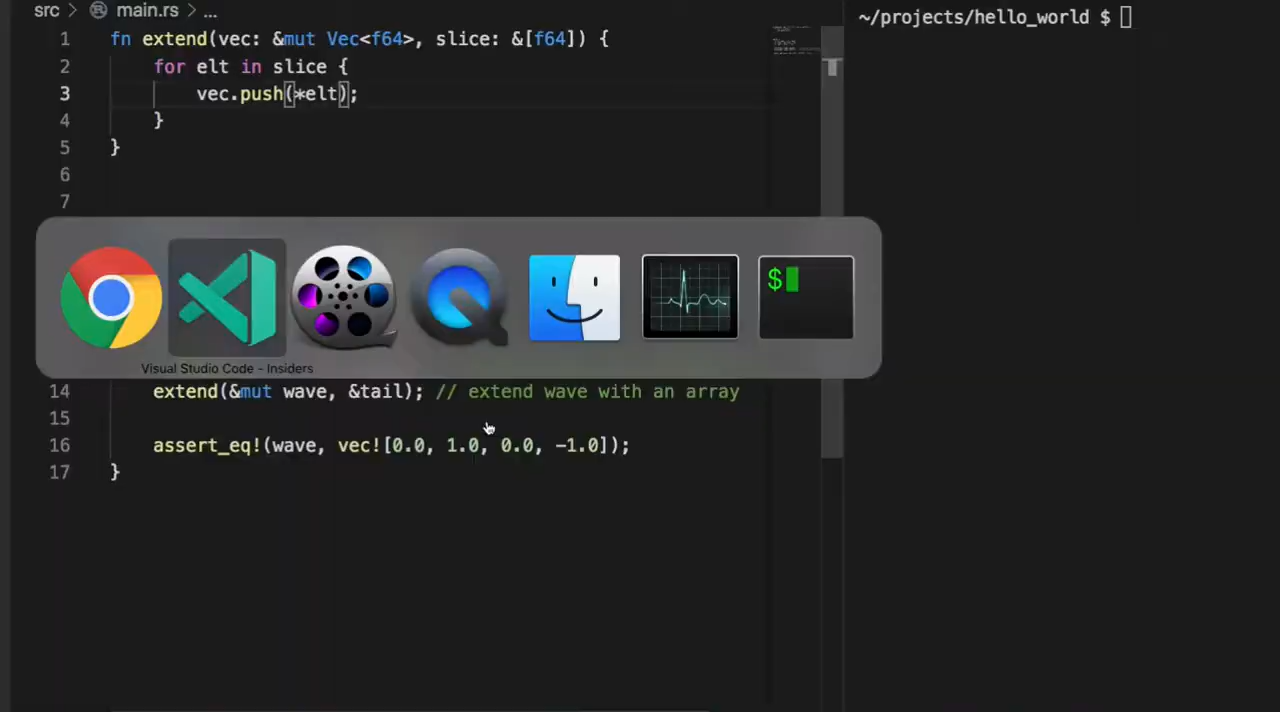 src > main.rs > ...
~/projects/hello_world $
1 fn extend(vec: &mut Vec<f64>, slice: &[f64]) {
2 for elt in slice {
3 vec.push(*elt);
4 }
5 }
6
7
$
Visual Studio Code - Insiders
14 extend(&mut wave, &tail); // extend wave with an array
15
16 assert_eq!(wave, vec![0.0, 1.0, 0.0, -1.0]);
17 }